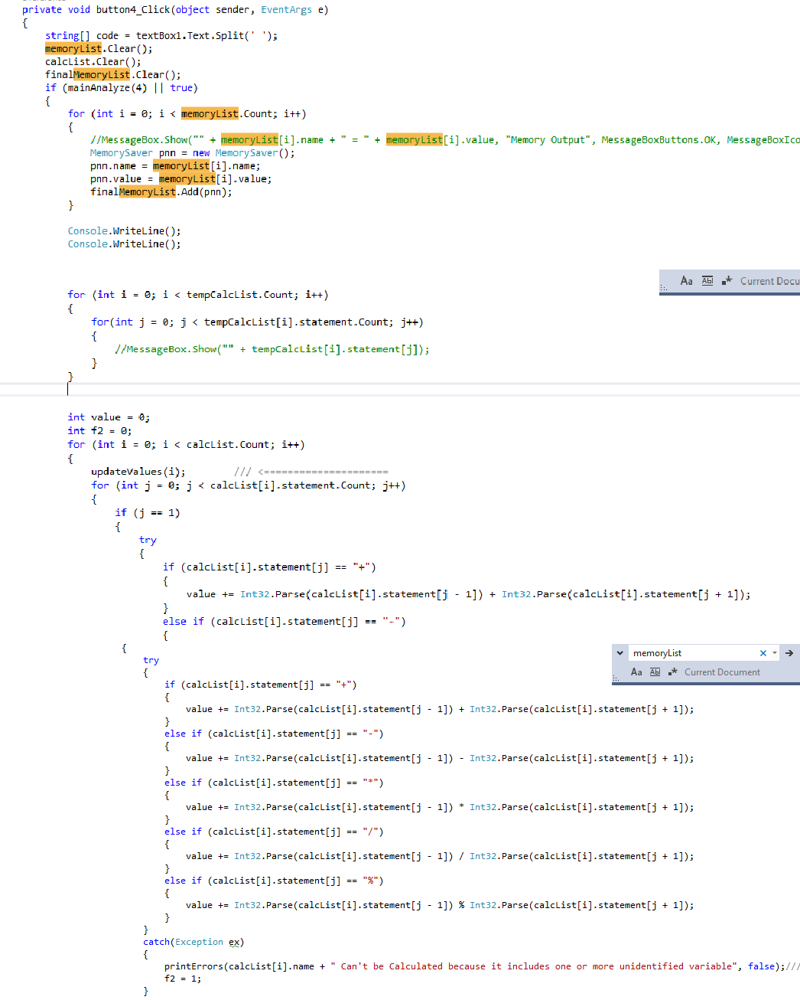 private void button4_Click(object sender, EventArgs e)
{
string[] code = textBox1.Text.Split(' ');
memoryList.Clear();
calcList.Clear();
finalMemoryList.Clear();
if (mainAnalyze(4) || true)
{
for (int i = 0; i < memoryList.Count; i++)
{
//MessageBox.Show("" + memoryList[i].name + " = " + memoryList[i].value, "Memory Output", MessageBoxButtons.OK, MessageBoxIco
MemorySaver pnn = new MemorySaver();
pnn.name = memoryList[i].name;
pnn.value = memoryList[i].value;
finalMemoryList.Add(pnn);
}
Console.WriteLine();
Console.WriteLine();
Aa Abl .* Current Docu
for (int i = 0; i < tempCalcList.Count; i++)
{
for(int j = 0; j < tempCalcList[i].statement.Count; j++)
{
//MessageBox.Show("" + tempCalcList[i].statement[j]);
}
}
int value = 0;
int f2 = 0;
for (int i = 0; i < calcList.Count; i++)
{
updateValues(i); /// <=====================
for (int j = 0; j < calcList[i].statement.Count; j++)
{
if (j == 1)
{
try
{
if (calcList[i].statement[j] == "+")
{
value += Int32.Parse(calcList[i].statement[j - 1]) + Int32.Parse(calcList[i].statement[j + 1]);
}
else if (calcList[i].statement[j] == "-")
{
{
memoryList
try
Aa Abl .* Current Document
{
if (calcList[i].statement[j] == "+")
{
value += Int32.Parse(calcList[i].statement[j - 1]) + Int32.Parse(calcList[i].statement[j + 1]);
}
else if (calcList[i].statement[j] == "-")
{
value += Int32.Parse(calcList[i].statement[j - 1]) - Int32.Parse(calcList[i].statement[j + 1]);
}
else if (calcList[i].statement[j] == "*")
{
value += Int32.Parse(calcList[i].statement[j - 1]) * Int32.Parse(calcList[i].statement[j + 1]);
}
else if (calcList[i].statement[j] == "/")
{
value += Int32.Parse(calcList[i].statement[j - 1]) / Int32.Parse(calcList[i].statement[j + 1]);
}
else if (calcList[i].statement[j] == "%")
{
value += Int32.Parse(calcList[i].statement[j - 1]) % Int32.Parse(calcList[i].statement[j + 1]);
}
}
catch(Exception ex)
{
printErrors(calcList[i].name + " Can't be Calculated because it includes one or more unidentified variable", false);///
f2 = 1;
}